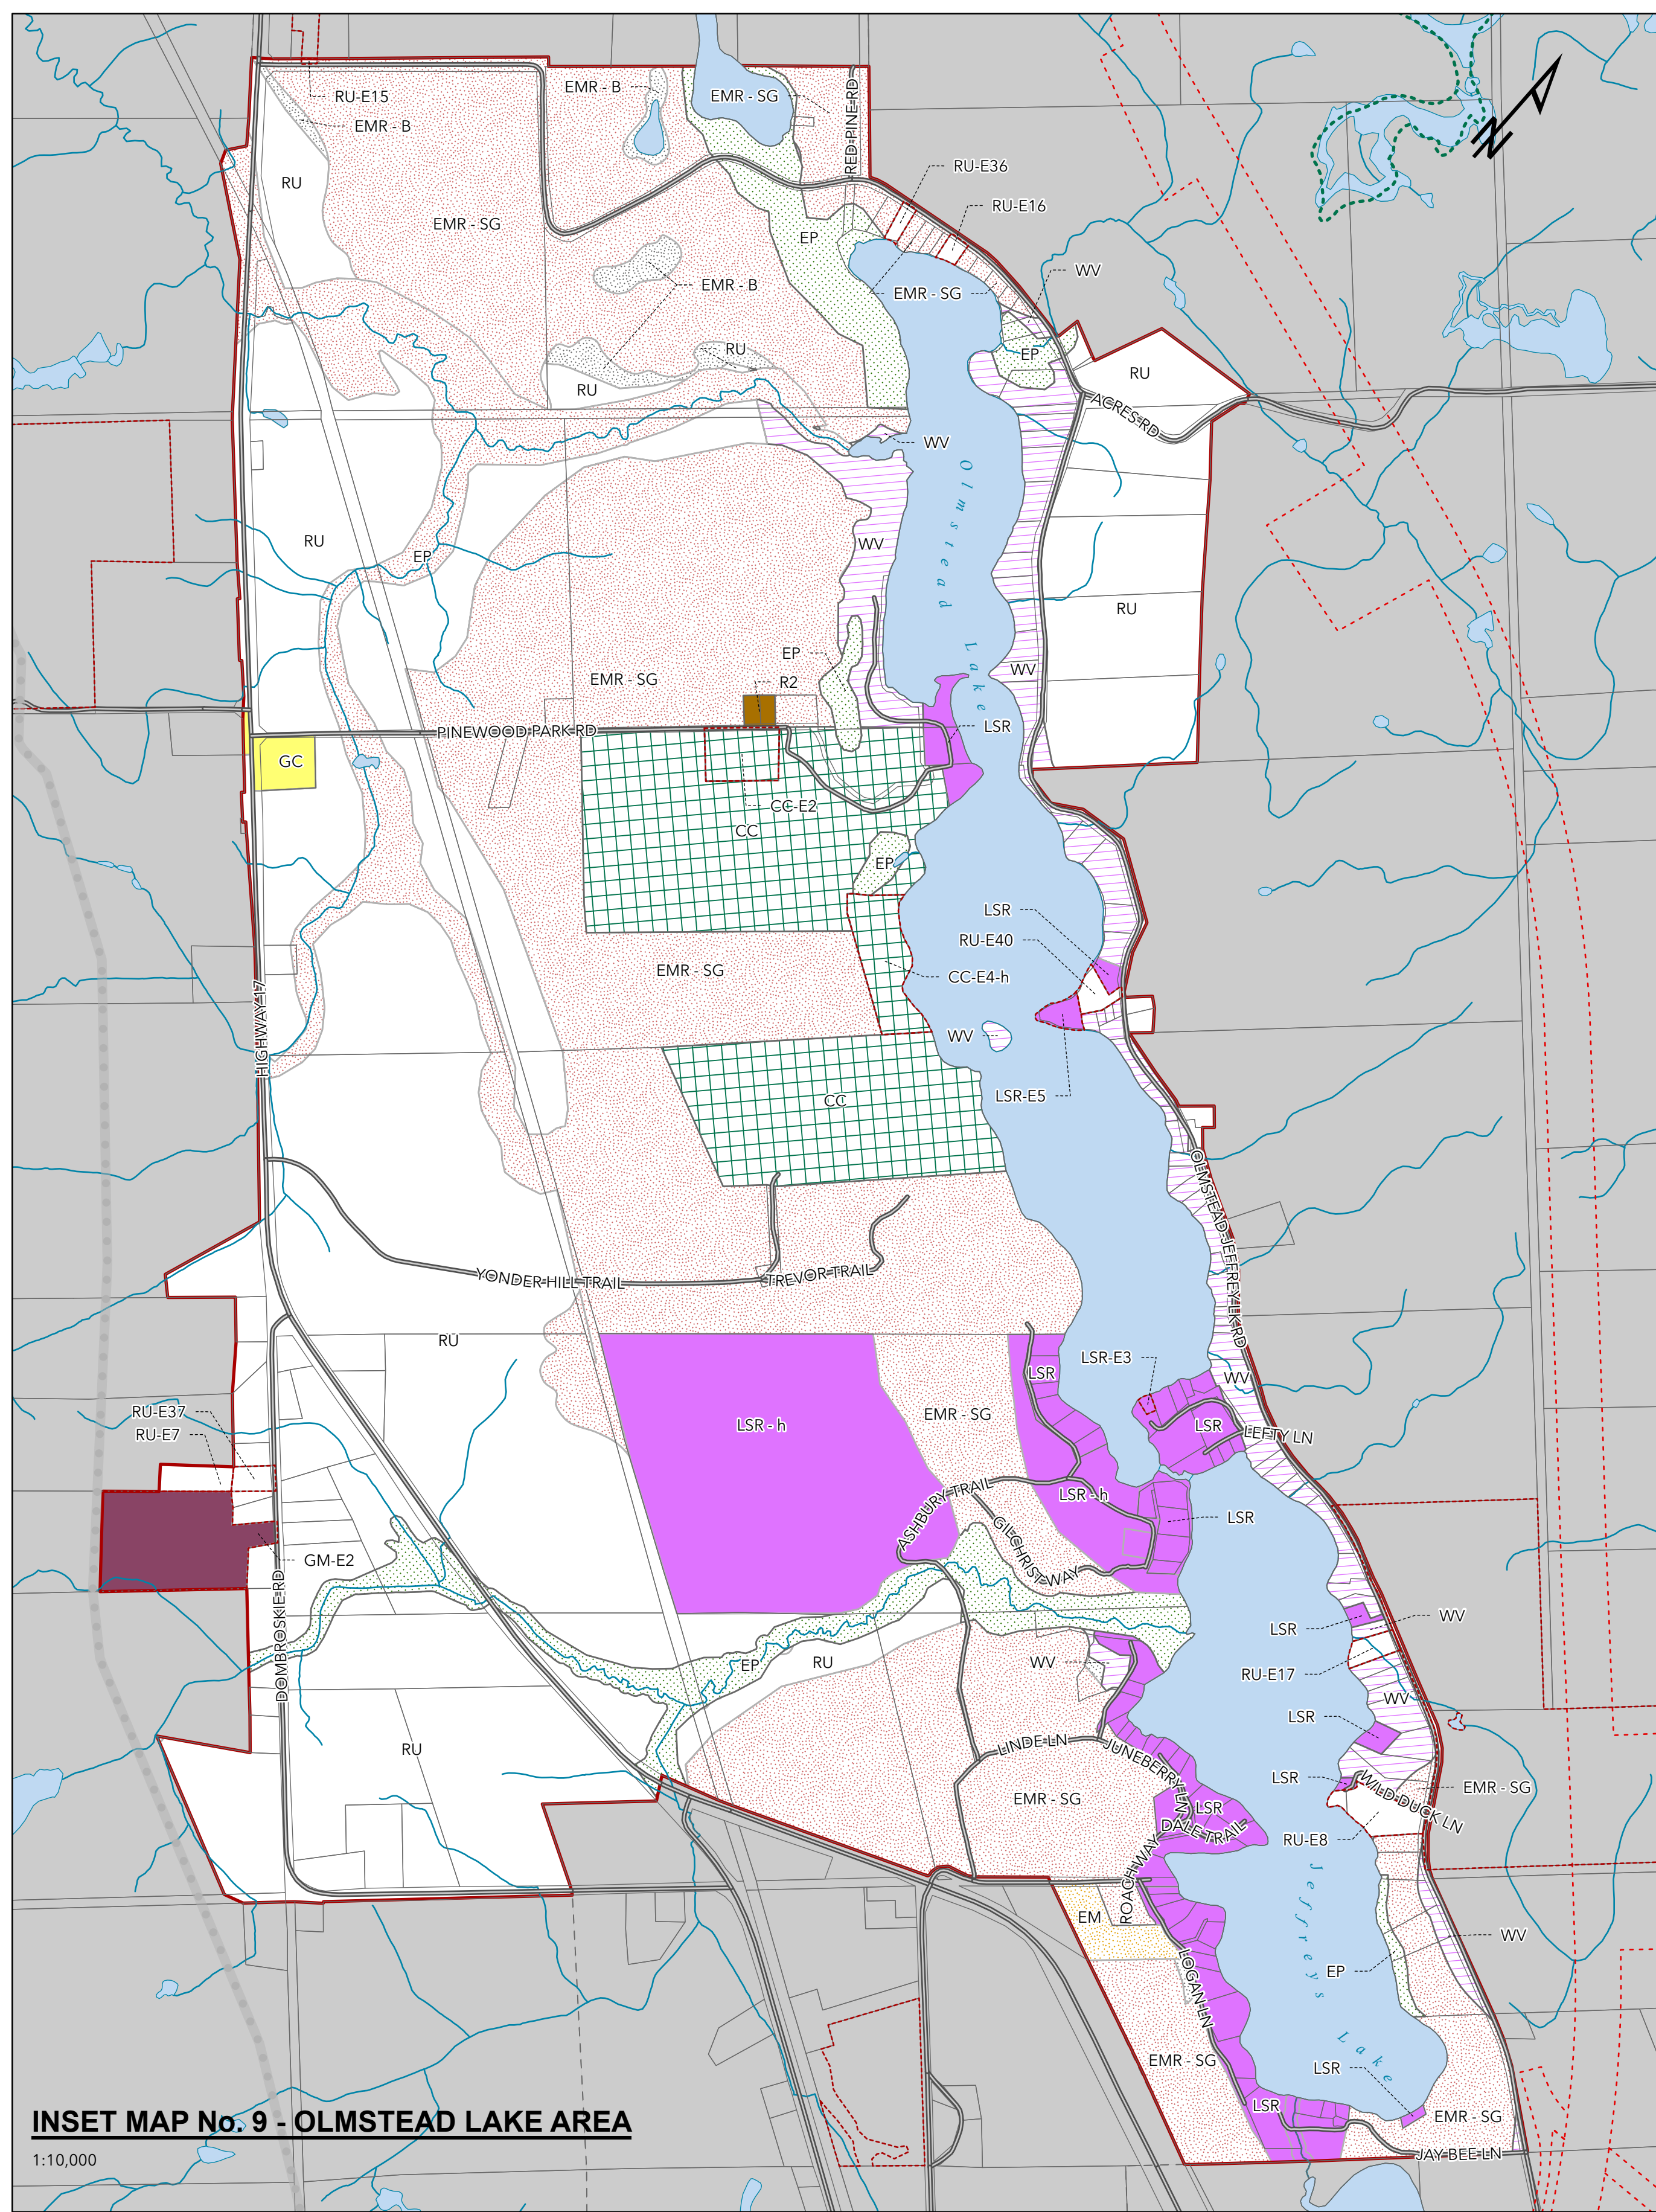 RU-E15
EMR - B
EMR - B
EMR - SG
RED PINE RD
N
RU
EMR - SG
RU-E36
RU-E16
EP
WV
EMR - B
EMR - SG
RU
RU
EP
RU
ACRES RD
WV
Olmstead Lake
RU
EP
WV
RU
EP
EMR - SG
R2
WV
LSR
PINEWOOD PARK RD
GC
CC-E2
CC
EP
LSR
RU-E40
EMR - SG
CC-E4-h
HIGHWAY 17
WV
LSR-E5
CC
OLMSTEAD-JEFFREY LK RD
YONDER HILL TRAIL
TREVOR TRAIL
RU
LSR-E3
LSR
WV
RU-E37
RU-E7
LSR - h
EMR - SG
LSR
LEFTY LN
ASHBURY TRAIL
LSR - h
LSR
GILCHRIST WAY
GM-E2
DOMBROSKIE RD
LSR
WV
EP
RU
WV
RU-E17
WV
LSR
RU
LINDE LN
JUNEBERRY LN
LSR
WILD DUCK LN
EMR - SG
EMR - SG
LSR
DALE TRAIL
RU-E8
ROACHWAY
Jeffreys Lake
EM
WV
EP
LOGAN LN
EMR - SG
LSR
LSR
EMR - SG
JAY BEE LN
INSET MAP No. 9 - OLMSTEAD LAKE AREA
1:10,000